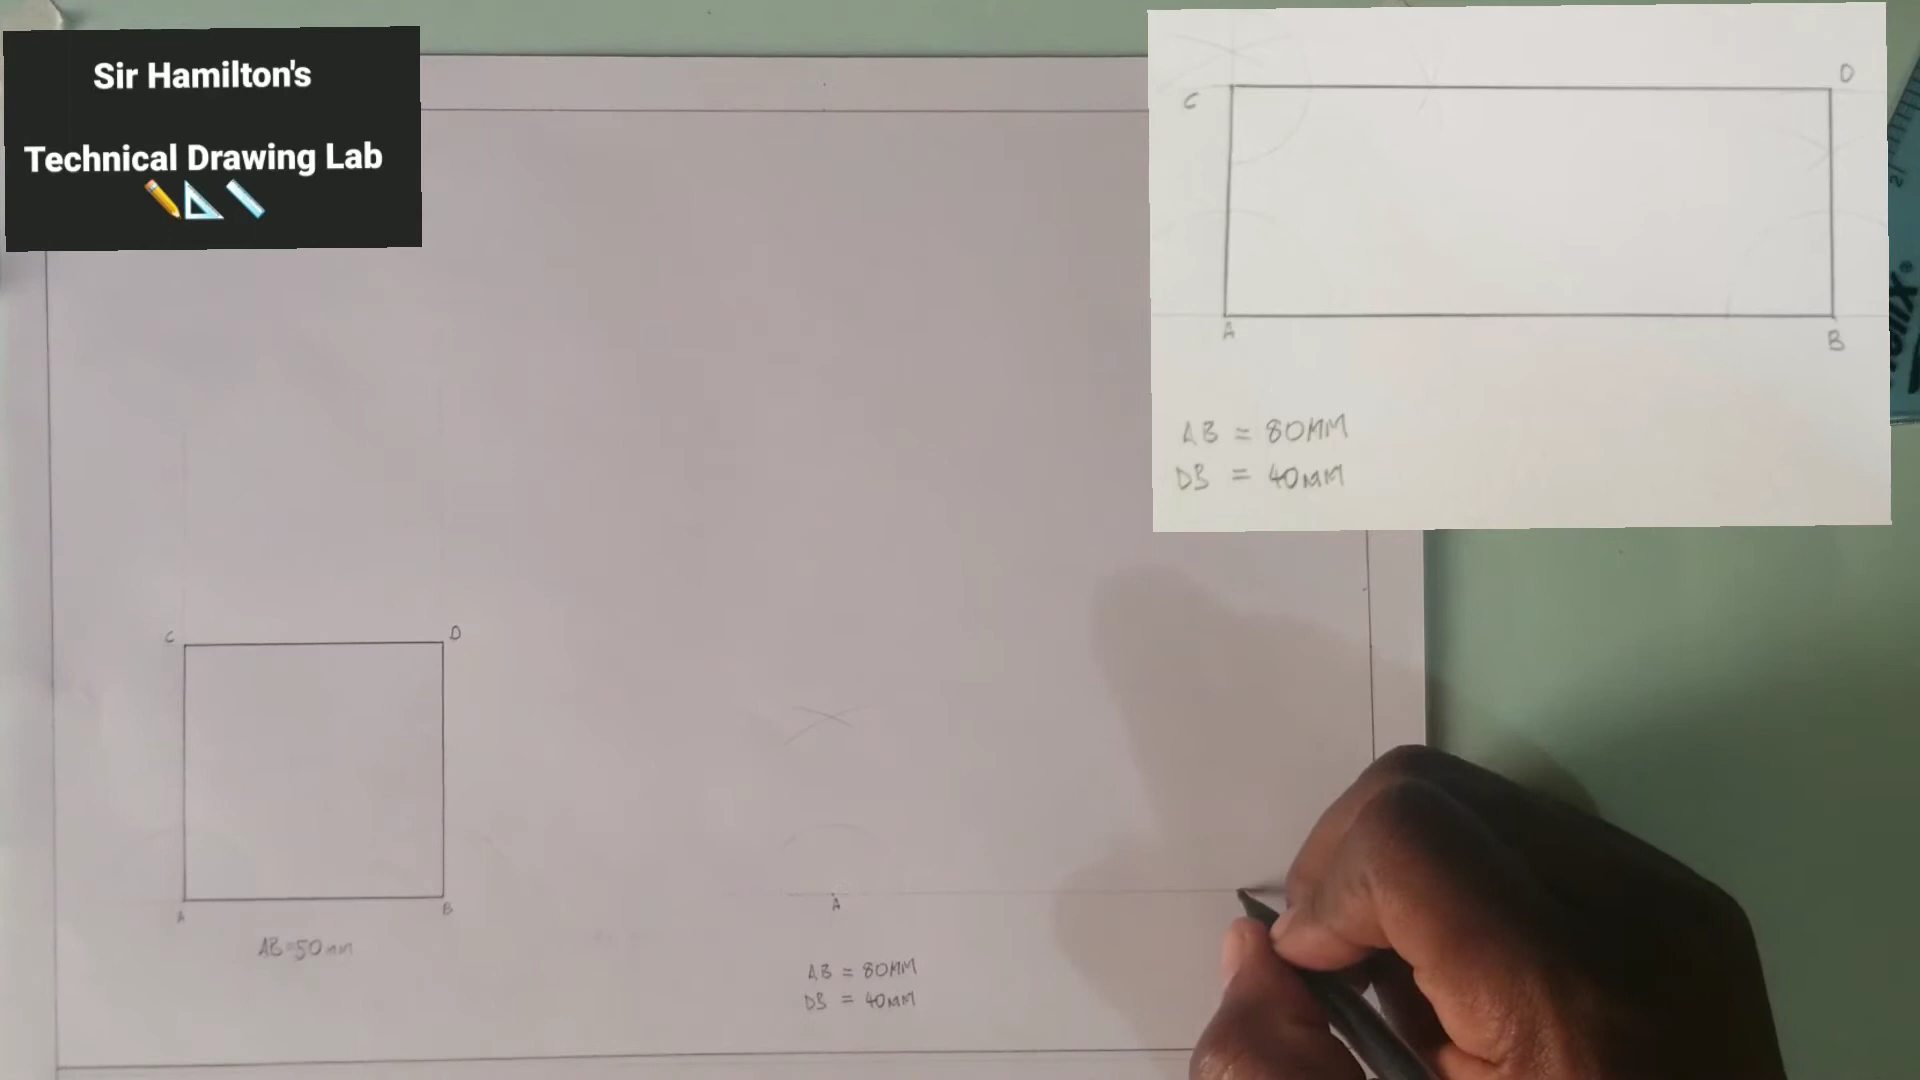 Sir Hamilton's
Technical Drawing Lab
C
D
A
B
AB = 80MM
DB = 40MM
C
D
A
B
AB=50mm
A
AB = 80MM
DB = 40MM